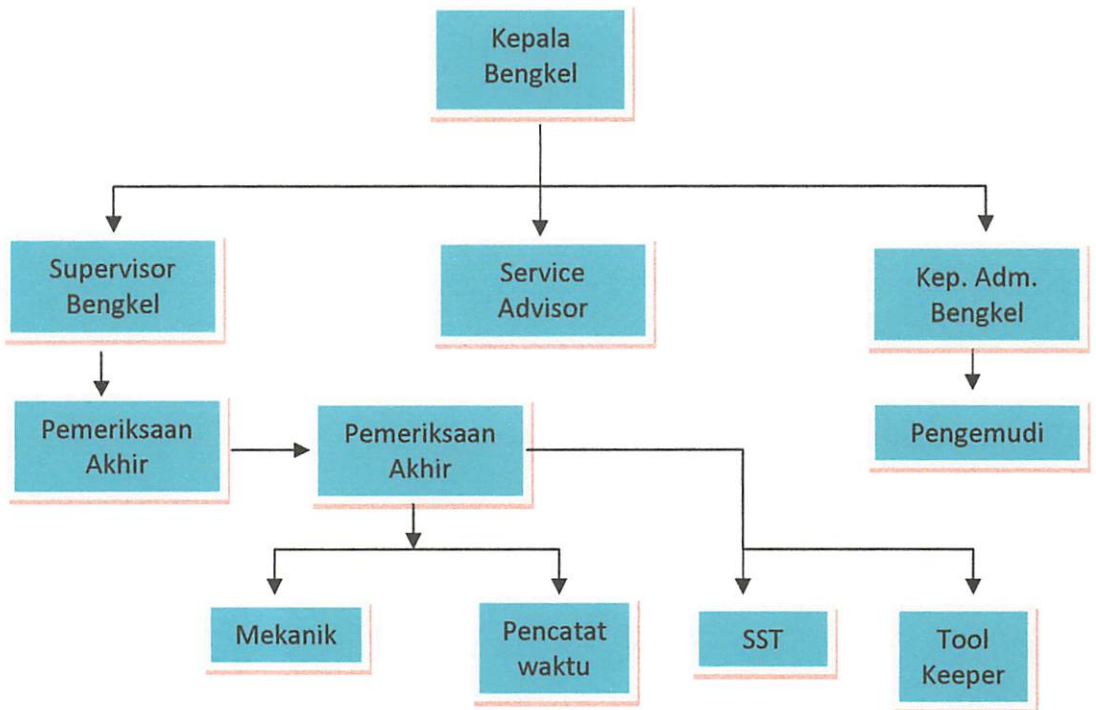 Kepala
Bengkel
Supervisor
Bengkel
Service
Advisor
Kep. Adm.
Bengkel
Pemeriksaan
Akhir
Pemeriksaan
Akhir
Pengemudi
Mekanik
Pencatat
waktu
SST
Tool
Keeper